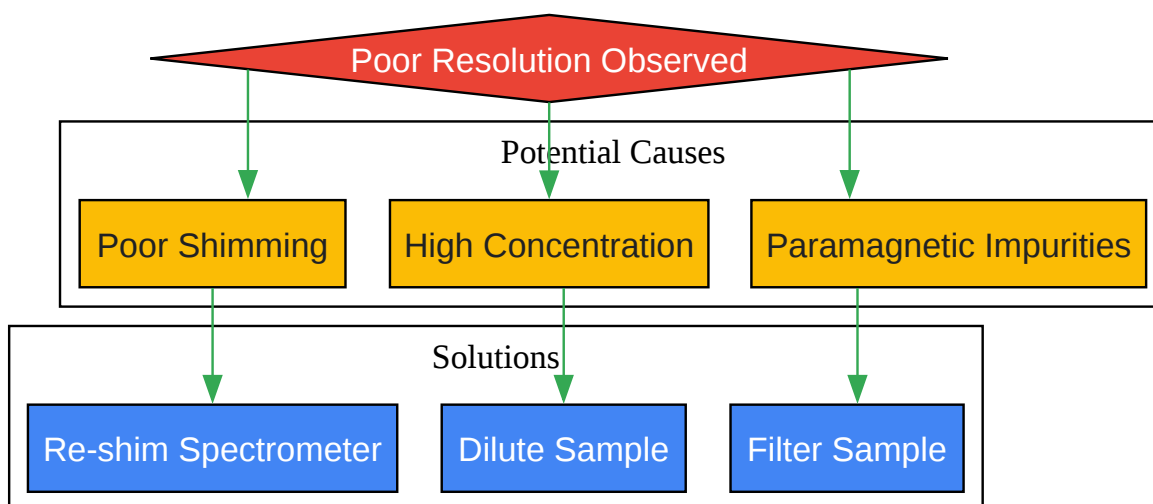 Poor Resolution Observed
Potential Causes
Poor Shimming
High Concentration
Paramagnetic Impurities
Solutions
Re-shim Spectrometer
Dilute Sample
Filter Sample